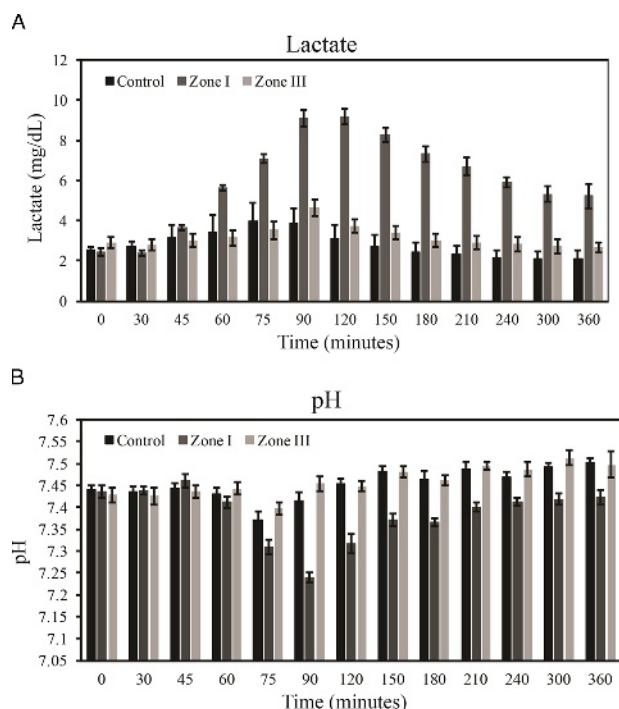 A
Lactate
Control Zone I Zone III
12
10
8
6
4
2
0
Lactate (mg/dL)
0 30 45 60 75 90 120 150 180 210 240 300 360
Time (minutes)
B
pH
Control Zone I Zone III
7.6
7.55
7.5
7.45
7.4
7.35
7.3
7.25
7.2
7.15
7.1
7.05
pH
0 30 45 60 75 90 120 150 180 210 240 300 360
Time (minutes)